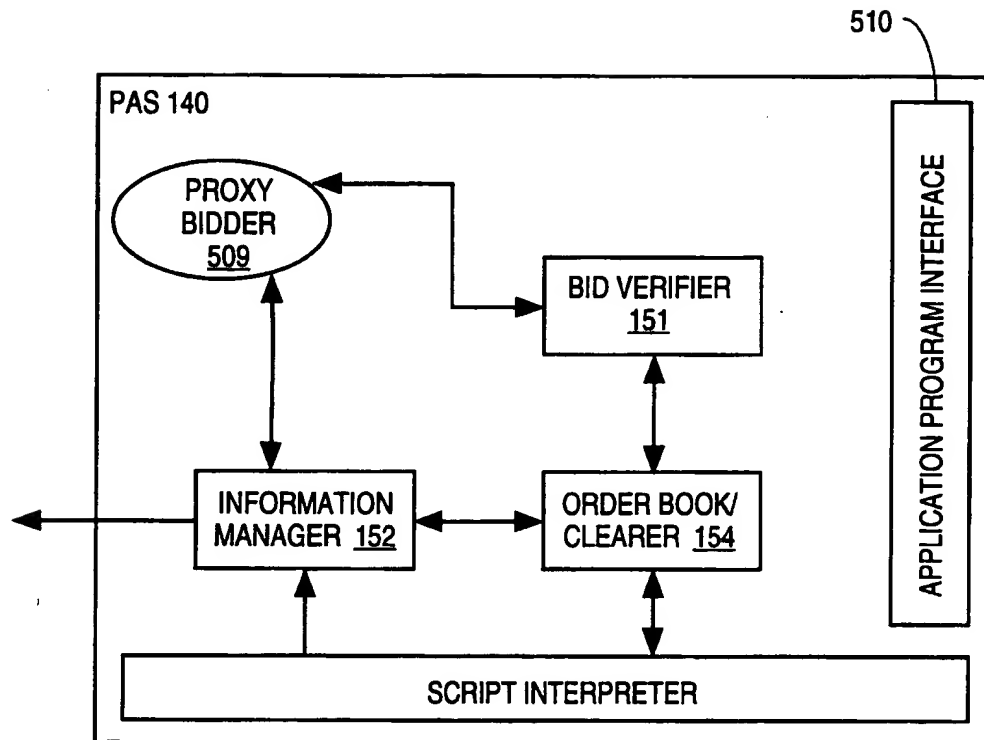 510
PAS 140
PROXY
BIDDER
509
BID VERIFIER
151
APPLICATION PROGRAM INTERFACE
INFORMATION
MANAGER 152
ORDER BOOK/
CLEARER 154
SCRIPT INTERPRETER